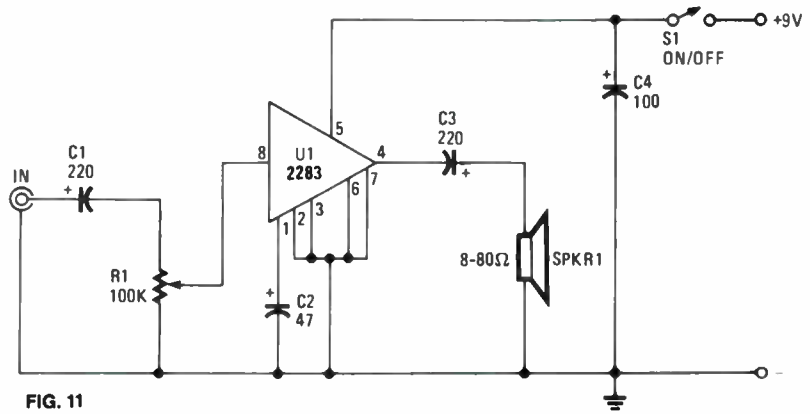 +9V
S1
ON/OFF
C4
100
+
C3
220
+
5
4
8
U1
2283
7
6
3
2
1
C1
220
+
IN
R1
100K
8-80Ω
SPKR1
+
C2
47
-
FIG. 11